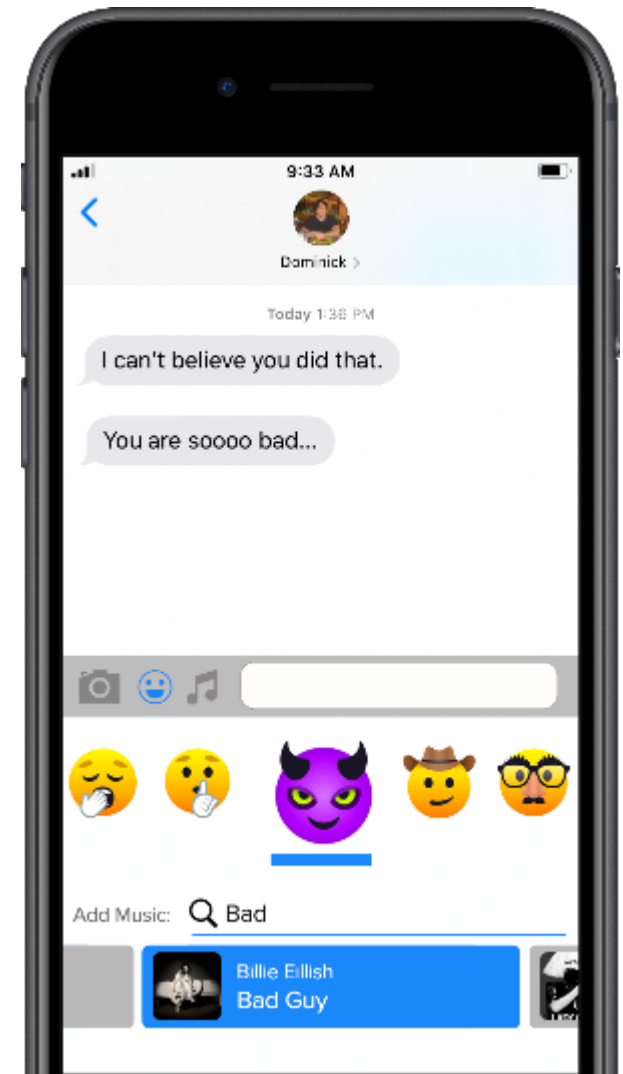 9:33 AM
Dominick >
Today 1:36 PM
I can't believe you did that.
You are soooo bad...
Add Music: Bad
Billie Eillish
Bad Guy